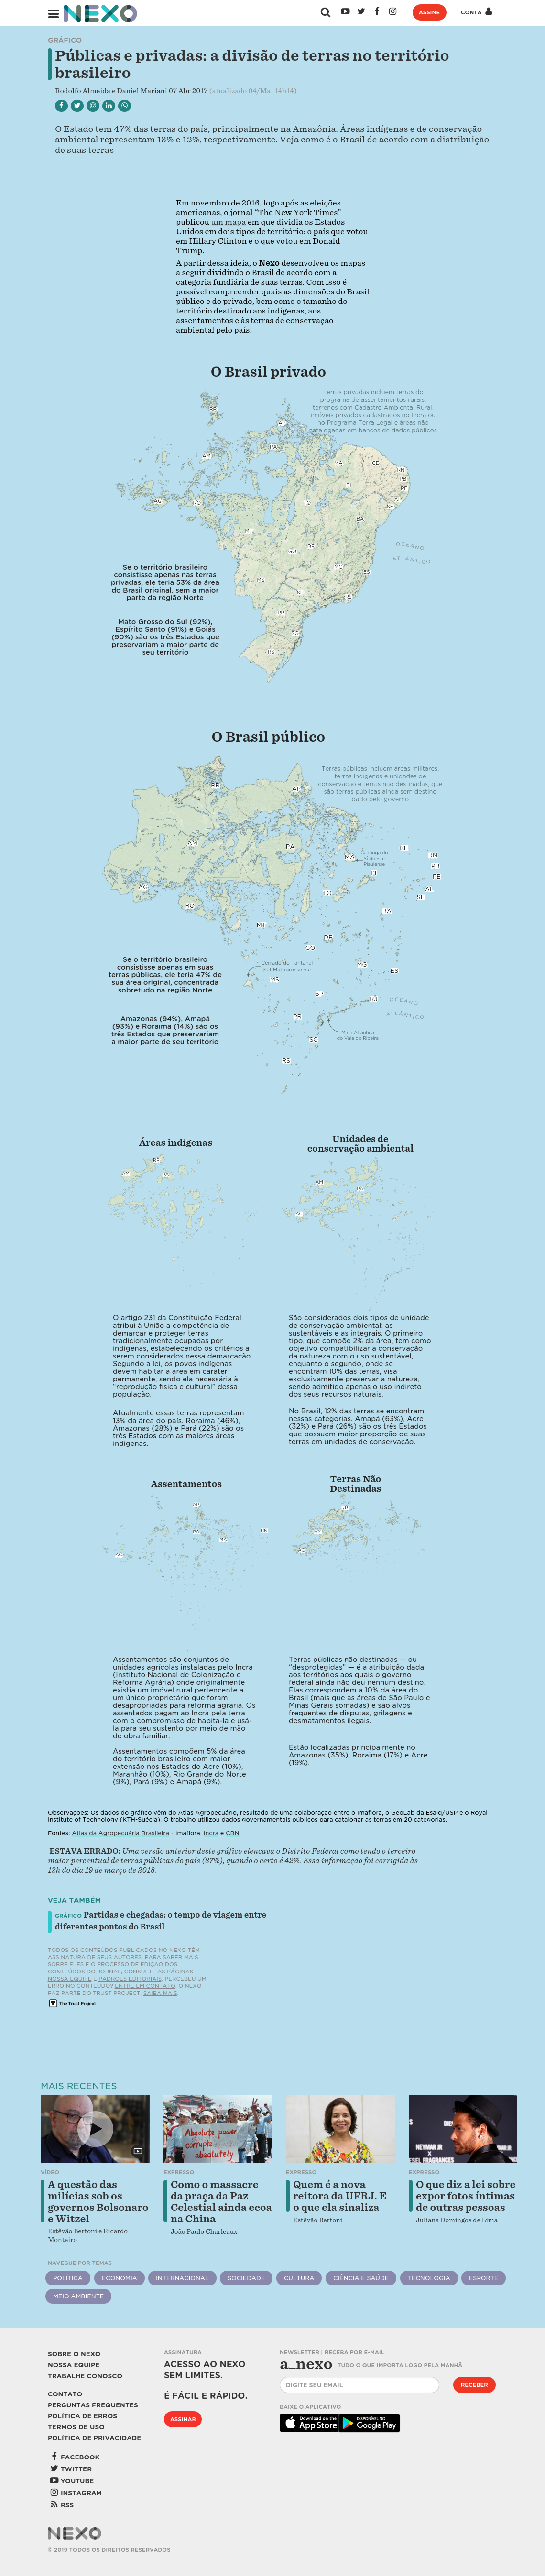 NEXO
ASSINE
CONTA
GRÁFICO
Públicas e privadas: a divisão de terras no território
brasileiro
Rodolfo Almeida e Daniel Mariani 07 Abr 2017 (atualizado 04/Mai 14h14)
O Estado tem 47% das terras do país, principalmente na Amazônia. Áreas indígenas e de conservação
ambiental representam 13% e 12%, respectivamente. Veja como é o Brasil de acordo com a distribuição
de suas terras
Em novembro de 2016, logo após as eleições
americanas, o jornal “The New York Times”
publicou um mapa em que dividia os Estados
Unidos em dois tipos de território: o país que votou
em Hillary Clinton e o que votou em Donald
Trump.
A partir dessa ideia, o Nexo desenvolveu os mapas
a seguir dividindo o Brasil de acordo com a
categoria fundiária de suas terras. Com isso é
possível compreender quais as dimensões do Brasil
público e do privado, bem como o tamanho do
território destinado aos indígenas, aos
assentamentos e às terras de conservação
ambiental pelo país.
O Brasil privado
Terras privadas incluem terras do
programa de assentamentos rurais,
terrenos com Cadastro Ambiental Rural,
imóveis privados cadastrados no Incra ou
no Programa Terra Legal e áreas não
catalogadas em bancos de dados públicos
RR
AP
AM
PA
MA
CE
RN
PB
PE
PI
AL
SE
AC
RO
TO
BA
MT
DF
GO
MG
ES
MS
SP
RJ
PR
SC
RS
OCEANO
ATLÂNTICO
Se o território brasileiro
consistisse apenas nas terras
privadas, ele teria 53% da área
do Brasil original, sem a maior
parte da região Norte
Mato Grosso do Sul (92%),
Espírito Santo (91%) e Goiás
(90%) são os três Estados que
preservariam a maior parte de
seu território
O Brasil público
Terras públicas incluem áreas militares,
terras indígenas e unidades de
conservação e terras não destinadas, que
são terras públicas ainda sem destino
dado pelo governo
RR
AP
AM
PA
MA
Caatinga do
Sudoeste
Piauiense
CE
RN
PB
PE
PI
AL
SE
AC
TO
RO
BA
MT
DF
GO
Cerrado do Pantanal
Sul-Matogrossense
MG
ES
MS
SP
RJ
OCEANO
ATLÂNTICO
PR
Mata Atlântica
do Vale do Ribeira
SC
RS
Se o território brasileiro
consistisse apenas em suas
terras públicas, ele teria 47% de
sua área original, concentrada
sobretudo na região Norte
Amazonas (94%), Amapá
(93%) e Roraima (14%) são os
três Estados que preservariam
a maior parte de seu território
Áreas indígenas
RR
AM
PA
O artigo 231 da Constituição Federal
atribui à União a competência de
demarcar e proteger terras
tradicionalmente ocupadas por
indígenas, estabelecendo os critérios a
serem considerados nessa demarcação.
Segundo a lei, os povos indígenas
devem habitar a área em caráter
permanente, sendo ela necessária à
“reprodução física e cultural” dessa
população.
Atualmente essas terras representam
13% da área do país. Roraima (46%),
Amazonas (28%) e Pará (22%) são os
três Estados com as maiores áreas
indígenas.
Unidades de
conservação ambiental
AM
PA
AC
São considerados dois tipos de unidade
de conservação ambiental: as
sustentáveis e as integrais. O primeiro
tipo, que compõe 2% da área, tem como
objetivo compatibilizar a conservação
da natureza com o uso sustentável,
enquanto o segundo, onde se
encontram 10% das terras, visa
exclusivamente preservar a natureza,
sendo admitido apenas o uso indireto
dos seus recursos naturais.
No Brasil, 12% das terras se encontram
nessas categorias. Amapá (63%), Acre
(32%) e Pará (26%) são os três Estados
que possuem maior proporção de suas
terras em unidades de conservação.
Assentamentos
AP
PA
MA
RN
AC
Assentamentos são conjuntos de
unidades agrícolas instaladas pelo Incra
(Instituto Nacional de Colonização e
Reforma Agrária) onde originalmente
existia um imóvel rural pertencente a
um único proprietário que foram
desapropriadas para reforma agrária. Os
assentados pagam ao Incra pela terra
com o compromisso de habitá-la e usá-
la para seu sustento por meio de mão
de obra familiar.
Assentamentos compõem 5% da área
do território brasileiro com maior
extensão nos Estados do Acre (10%),
Maranhão (10%), Rio Grande do Norte
(9%), Pará (9%) e Amapá (9%).
Terras Não
Destinadas
RR
AM
AC
Terras públicas não destinadas — ou
“desprotegidas” — é a atribuição dada
aos territórios aos quais o governo
federal ainda não deu nenhum destino.
Elas correspondem a 10% da área do
Brasil (mais que as áreas de São Paulo e
Minas Gerais somadas) e são alvos
frequentes de disputas, grilagens e
desmatamentos ilegais.
Estão localizadas principalmente no
Amazonas (35%), Roraima (17%) e Acre
(19%).
Observações: Os dados do gráfico vêm do Atlas Agropecuário, resultado de uma colaboração entre o Imaflora, o GeoLab da Esalq/USP e o Royal
Institute of Technology (KTH-Suécia). O trabalho utilizou dados governamentais públicos para catalogar as terras em 20 categorias.
Fontes: Atlas da Agropecuária Brasileira - Imaflora, Incra e CBN.
ESTAVA ERRADO: Uma versão anterior deste gráfico elencava o Distrito Federal como tendo o terceiro
maior percentual de terras públicas do país (87%), quando o certo é 42%. Essa informação foi corrigida às
12h do dia 19 de março de 2018.
VEJA TAMBÉM
GRÁFICO Partidas e chegadas: o tempo de viagem entre
diferentes pontos do Brasil
TODOS OS CONTEÚDOS PUBLICADOS NO NEXO TÊM
ASSINATURA DE SEUS AUTORES. PARA SABER MAIS
SOBRE ELES E O PROCESSO DE EDIÇÃO DOS
CONTEÚDOS DO JORNAL, CONSULTE AS PÁGINAS
NOSSA EQUIPE E PADRÕES EDITORIAIS. PERCEBEU UM
ERRO NO CONTEÚDO? ENTRE EM CONTATO. O NEXO
FAZ PARTE DO TRUST PROJECT. SAIBA MAIS.
The Trust Project
MAIS RECENTES
VÍDEO
A questão das
milícias sob os
governos Bolsonaro
e Witzel
Estêvão Bertoni e Ricardo
Monteiro
Absolute power
corrupts
absolutely
EXPRESSO
Como o massacre
da praça da Paz
Celestial ainda ecoa
na China
João Paulo Charleaux
EXPRESSO
Quem é a nova
reitora da UFRJ. E
o que ela sinaliza
Estêvão Bertoni
NEYMAR JR
FRAGRANCES
EXPRESSO
O que diz a lei sobre
expor fotos íntimas
de outras pessoas
Juliana Domingos de Lima
NAVEGUE POR TEMAS
POLÍTICA
ECONOMIA
INTERNACIONAL
SOCIEDADE
CULTURA
CIÊNCIA E SAÚDE
TECNOLOGIA
ESPORTE
MEIO AMBIENTE
SOBRE O NEXO
NOSSA EQUIPE
TRABALHE CONOSCO
CONTATO
PERGUNTAS FREQUENTES
POLÍTICA DE ERROS
TERMOS DE USO
POLÍTICA DE PRIVACIDADE
FACEBOOK
TWITTER
YOUTUBE
INSTAGRAM
RSS
ASSINATURA
ACESSO AO NEXO
SEM LIMITES.
É FÁCIL E RÁPIDO.
ASSINAR
NEWSLETTER | RECEBA POR E-MAIL
a_nexo TUDO O QUE IMPORTA LOGO PELA MANHÃ
DIGITE SEU EMAIL
RECEBER
BAIXE O APLICATIVO
Download on the
App Store
DISPONÍVEL NO
Google Play
NEXO
© 2019 TODOS OS DIREITOS RESERVADOS